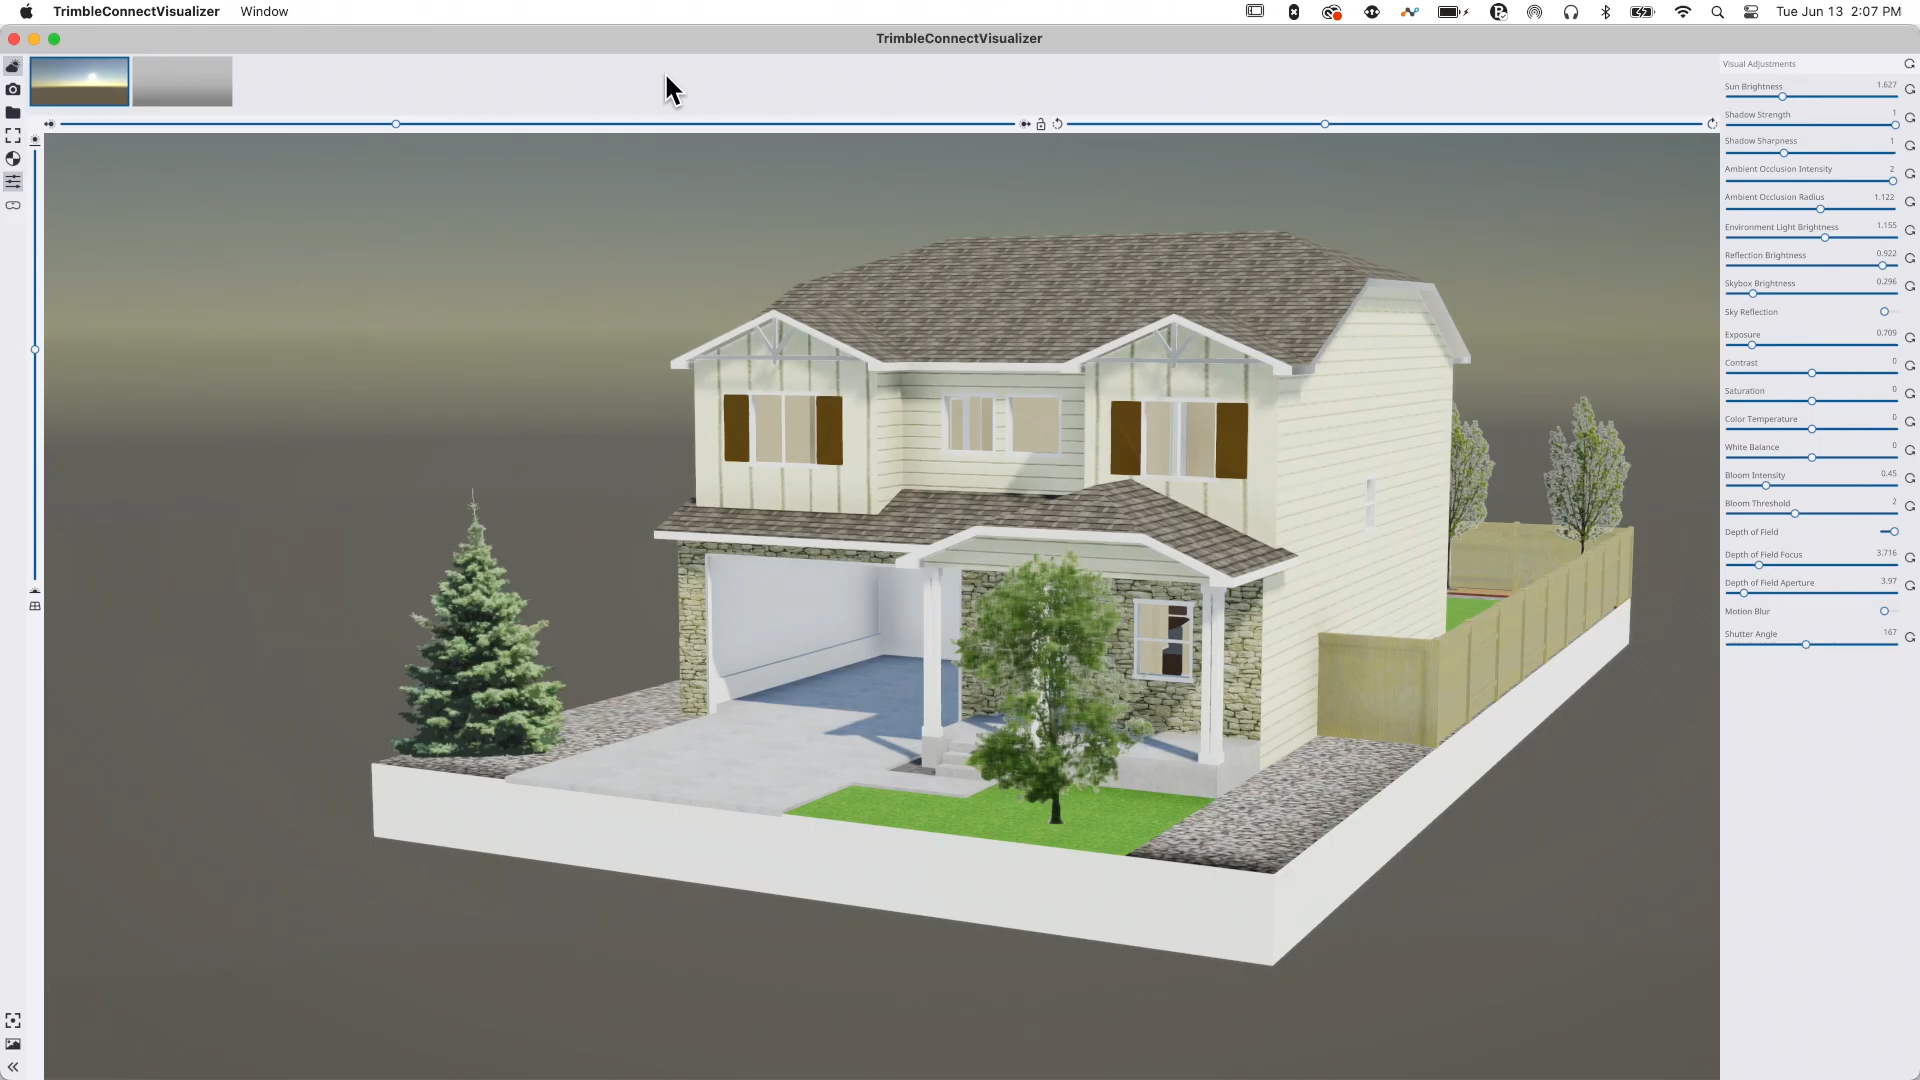 TrimbleConnectVisualizer Window Tue Jun 13 2:07 PM
TrimbleConnectVisualizer
Visual Adjustments
Sun Brightness 1.627
Shadow Strength 1
Shadow Sharpness 1
Ambient Occlusion Intensity 2
Ambient Occlusion Radius 1.122
Environment Light Brightness 1.155
Reflection Brightness 0.922
Skybox Brightness 0.296
Sky Reflection
Exposure 0.709
Contrast 0
Saturation 0
Color Temperature 0
White Balance 0
Bloom Intensity 0.45
Bloom Threshold 2
Depth of Field
Depth of Field Focus 3.716
Depth of Field Aperture 3.97
Motion Blur
Shutter Angle 167